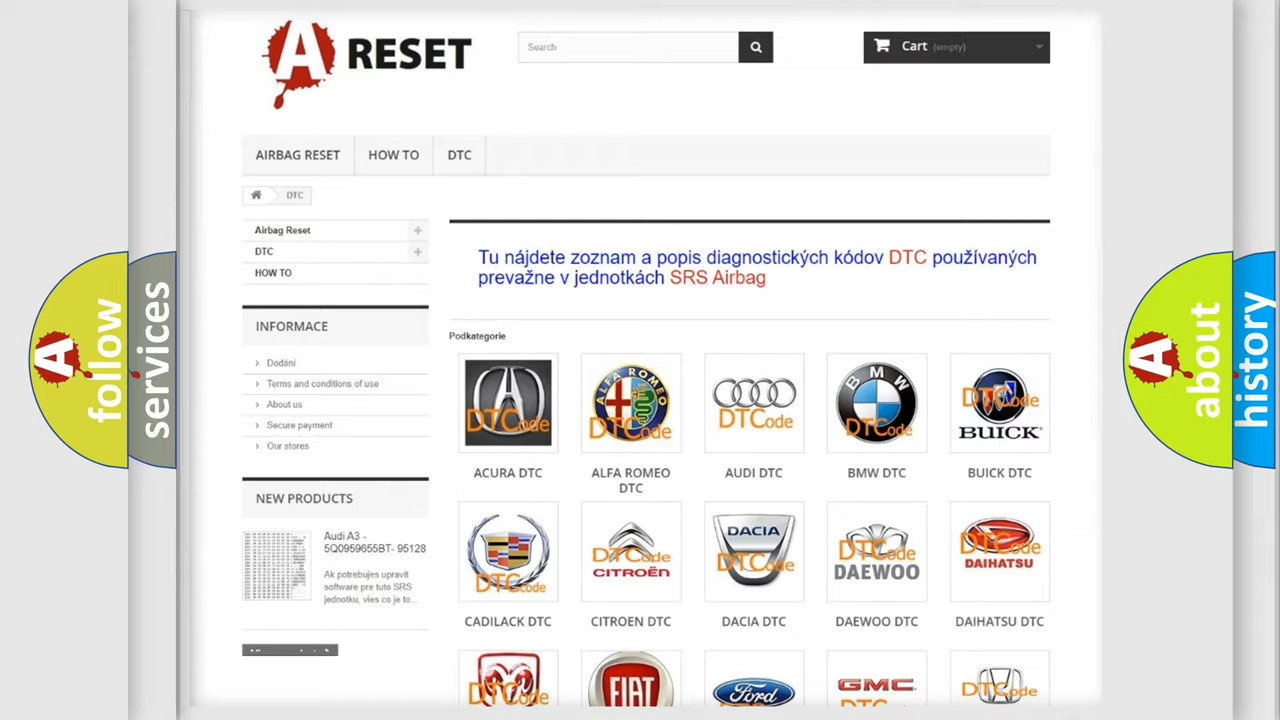 A RESET
Search
Cart (empty)
AIRBAG RESET
HOW TO
DTC
DTC
Airbag Reset
DTC
HOW TO
INFORMACE
Dodání
Terms and conditions of use
About us
Secure payment
Our stores
NEW PRODUCTS
Audi A3 -
5Q0959655BT- 95128
Ak potrebujes upravit
software pre tuto SRS
jednotku, vies co je to...
Tu nájdete zoznam a popis diagnostických kódov DTC používaných
prevažne v jednotkách SRS Airbag
Podkategorie
DTCode
ALFA ROMEO
DTCode
DTCode
BMW
DTCode
DTCode
BUICK
ACURA DTC
ALFA ROMEO
DTC
AUDI DTC
BMW DTC
BUICK DTC
DTCode
DTCode
CITROËN
DACIA
DTCode
DTCode
DAEWOO
DTCode
DAIHATSU
CADILACK DTC
CITROEN DTC
DACIA DTC
DAEWOO DTC
DAIHATSU DTC
DTCode
FIAT
Ford
GMC
DTCode
A follow
services
A about
history